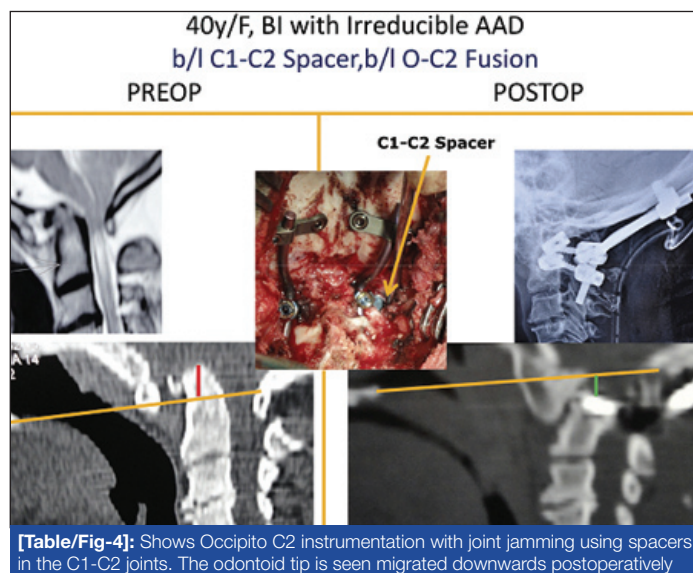 40y/F, BI with Irreducible AAD
b/l C1-C2 Spacer,b/l O-C2 Fusion
PREOP
POSTOP
C1-C2 Spacer
A 14
2
[Table/Fig-4]: Shows Occipito C2 instrumentation with joint jamming using spacers
in the C1-C2 joints. The odontoid tip is seen migrated downwards postoperatively